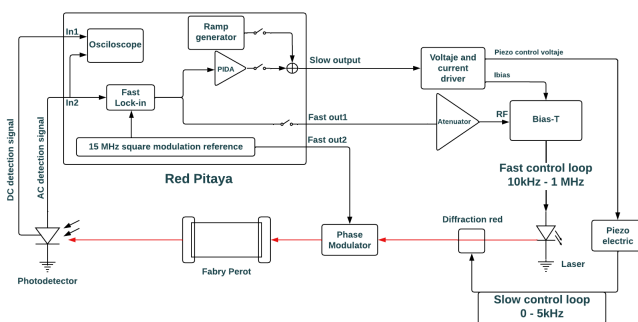 In1
Osciloscope
Ramp
generator
PIDA
Slow output
Voltaje and
current
driver
Piezo control voltaje
Ibias
In2
Fast
Lock-in
Fast out1
Atenuator
RF
Bias-T
15 MHz square modulation reference
Fast out2
Red Pitaya
DC detection signal
AC detection signal
Fast control loop
10kHz - 1 MHz
Diffraction red
Phase
Modulator
Piezo
electric
Laser
Fabry Perot
Photodetector
Slow control loop
0 - 5kHz